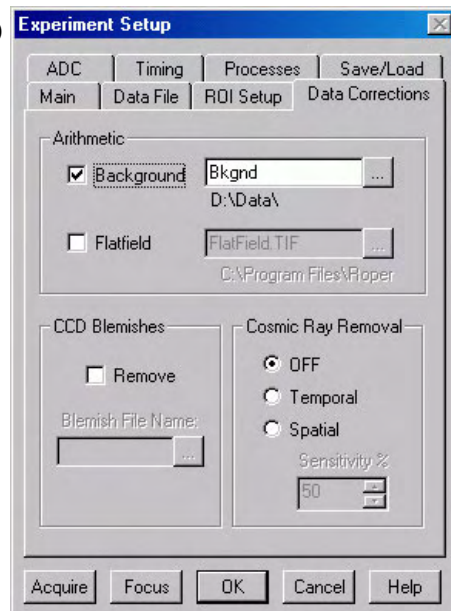 )
Experiment Setup
ADC Timing Processes Save/Load
Main Data File ROI Setup Data Corrections
Arithmetic
Background Bkgnd ...
D:\Data\
Flatfield FlatField.TIF ...
C:\Program Files\Roper
CCD Blemishes Cosmic Ray Removal
OFF
Remove
Temporal
Blemish File Name:
Spatial
...
Sensitivity %
50
Acquire Focus OK Cancel Help